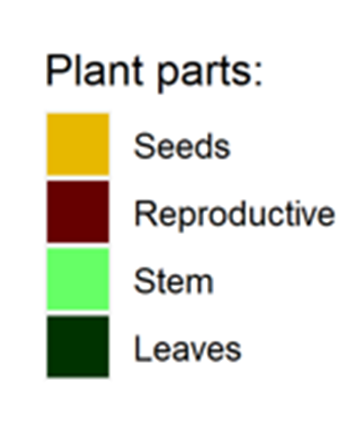 Plant parts:
Seeds
Reproductive
Stem
Leaves